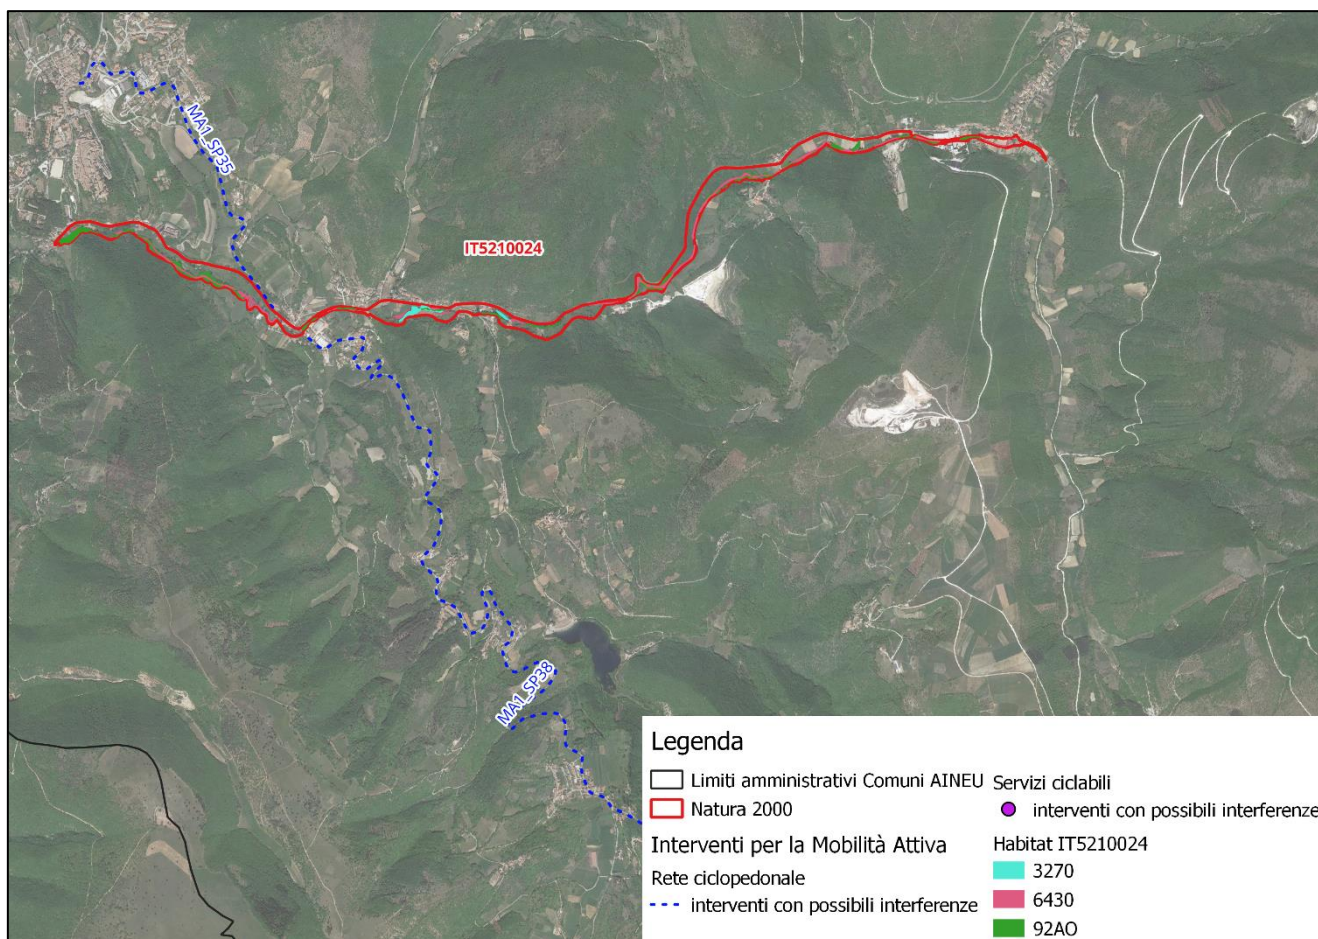 MA1_SP35
IT5210024
MA1_SP38
Legenda
Limiti amministrativi Comuni AINEU
Natura 2000
Interventi per la Mobilità Attiva
Rete ciclopedonale
interventi con possibili interferenze
Servizi ciclabili
interventi con possibili interferenze
Habitat IT5210024
3270
6430
92AO